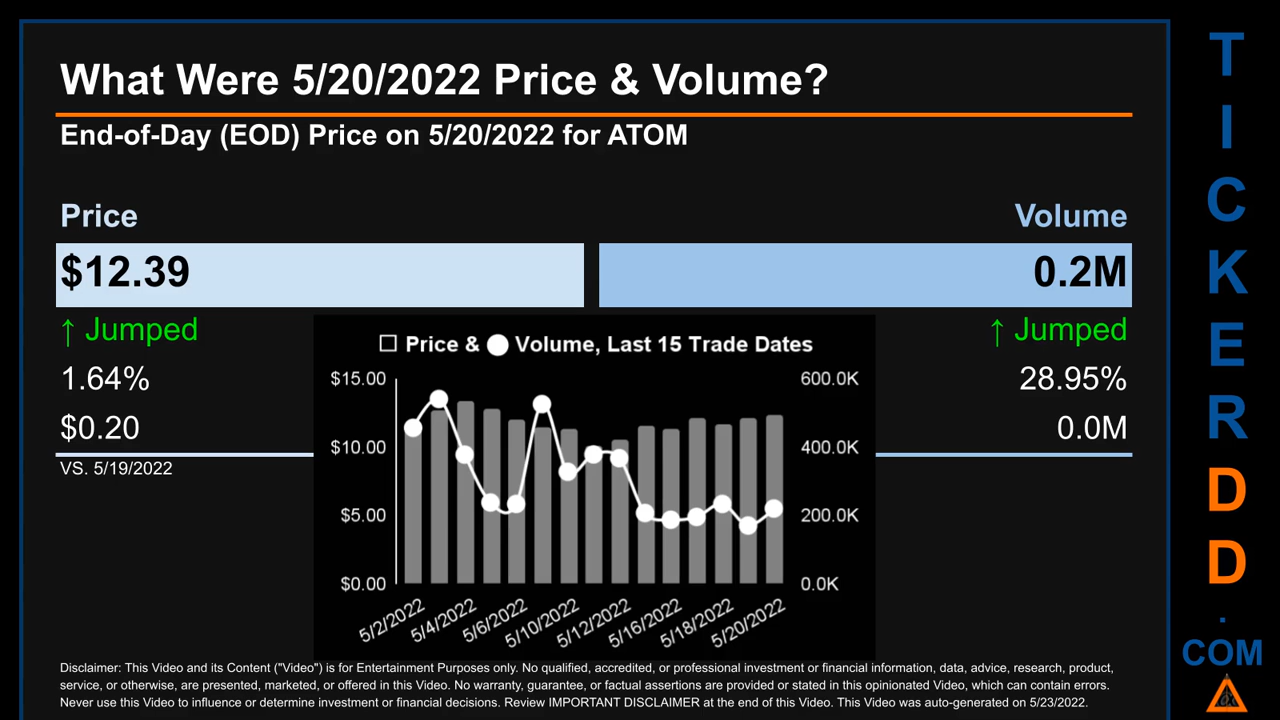 What Were 5/20/2022 Price & Volume?
End-of-Day (EOD) Price on 5/20/2022 for ATOM
Price
Volume
$12.39
0.2M
↑ Jumped
↑ Jumped
1.64%
28.95%
$0.20
0.0M
VS. 5/19/2022
Price & Volume, Last 15 Trade Dates
$15.00
600.0K
$10.00
400.0K
$5.00
200.0K
$0.00
0.0K
5/2/2022
5/4/2022
5/6/2022
5/10/2022
5/12/2022
5/16/2022
5/18/2022
5/20/2022
Disclaimer: This Video and its Content ("Video") is for Entertainment Purposes only. No qualified, accredited, or professional investment or financial information, data, advice, research, product,
service, or otherwise, are presented, marketed, or offered in this Video. No warranty, guarantee, or factual assertions are provided or stated in this opinionated Video, which can contain errors.
Never use this Video to influence or determine investment or financial decisions. Review IMPORTANT DISCLAIMER at the end of this Video. This Video was auto-generated on 5/23/2022.
T
I
C
K
E
R
D
D
.
COM